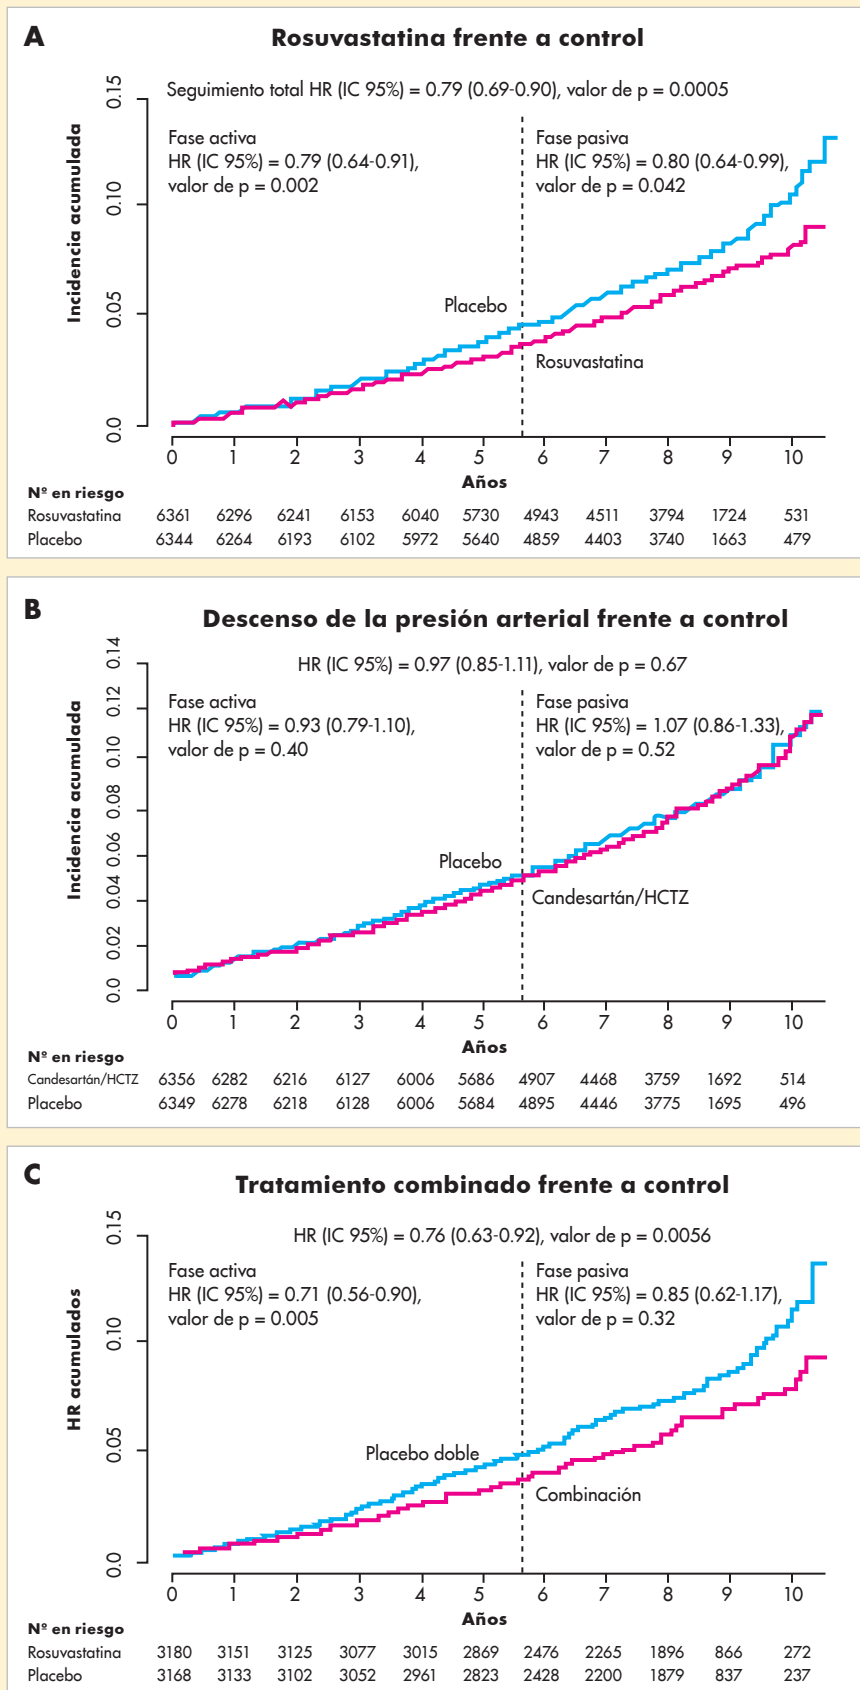 A
Rosuvastatina frente a control
Seguimiento total HR (IC 95%) = 0.79 (0.69-0.90), valor de p = 0.0005
Fase activa
HR (IC 95%) = 0.79 (0.64-0.91),
valor de p = 0.002
Fase pasiva
HR (IC 95%) = 0.80 (0.64-0.99),
valor de p = 0.042
Incidencia acumulada
0.15
0.10
0.05
0.0
Placebo
Rosuvastatina
0 1 2 3 4 5 6 7 8 9 10
Años
Nº en riesgo
Rosuvastatina 6361 6296 6241 6153 6040 5730 4943 4511 3794 1724 531
Placebo 6344 6264 6193 6102 5972 5640 4859 4403 3740 1663 479
B
Descenso de la presión arterial frente a control
HR (IC 95%) = 0.97 (0.85-1.11), valor de p = 0.67
Fase activa
HR (IC 95%) = 0.93 (0.79-1.10),
valor de p = 0.40
Fase pasiva
HR (IC 95%) = 1.07 (0.86-1.33),
valor de p = 0.52
Incidencia acumulada
0.14
0.12
0.10
0.08
0.06
0.04
0.02
0.0
Placebo
Candesartán/HCTZ
0 1 2 3 4 5 6 7 8 9 10
Años
Nº en riesgo
Candesartán/HCTZ 6356 6282 6216 6127 6006 5686 4907 4468 3759 1692 514
Placebo 6349 6278 6218 6128 6006 5684 4895 4446 3775 1695 496
C
Tratamiento combinado frente a control
HR (IC 95%) = 0.76 (0.63-0.92), valor de p = 0.0056
Fase activa
HR (IC 95%) = 0.71 (0.56-0.90),
valor de p = 0.005
Fase pasiva
HR (IC 95%) = 0.85 (0.62-1.17),
valor de p = 0.32
HR acumulados
0.15
0.10
0.05
0.0
Placebo doble
Combinación
0 1 2 3 4 5 6 7 8 9 10
Años
Nº en riesgo
Rosuvastatina 3180 3151 3125 3077 3015 2869 2476 2265 1896 866 272
Placebo 3168 3133 3102 3052 2961 2823 2428 2200 1879 837 237